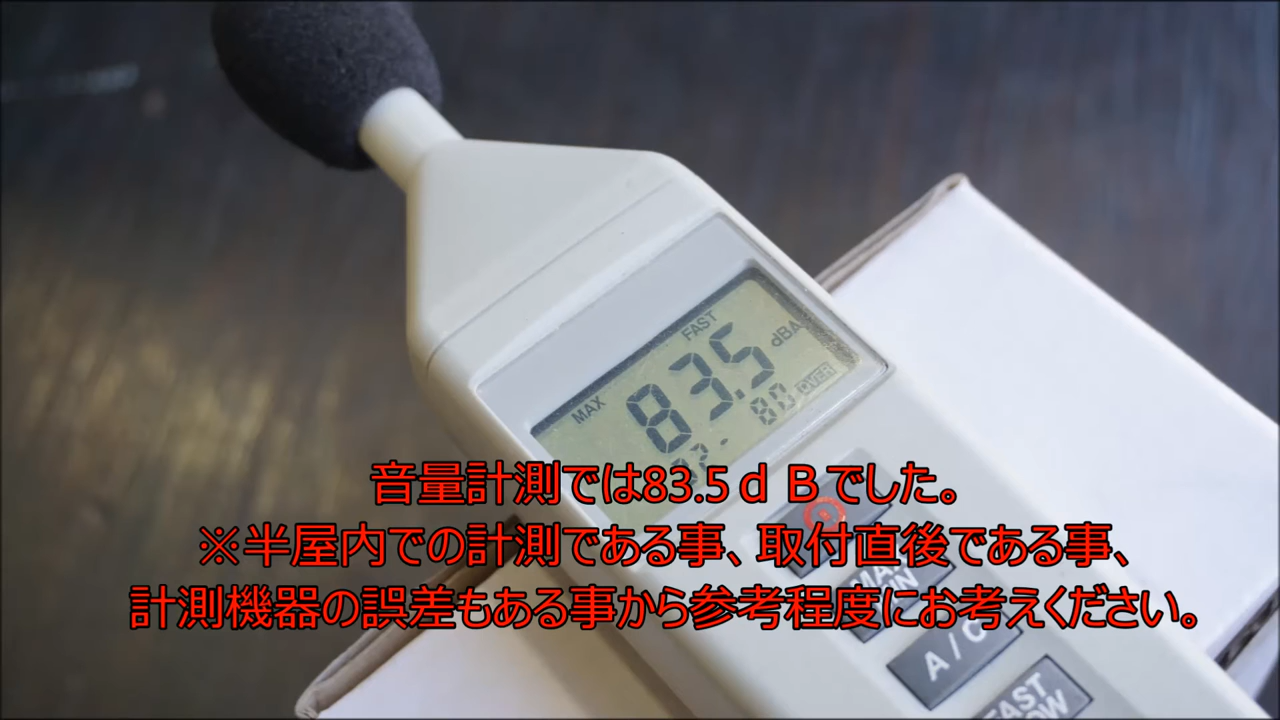 MAX
FAST
83.5
dBA
80
OVER
音量計測では83.5ｄＢでした。
※半屋内での計測である事、取付直後である事、
計測機器の誤差もある事から参考程度にお考えください。
A / C
FAST